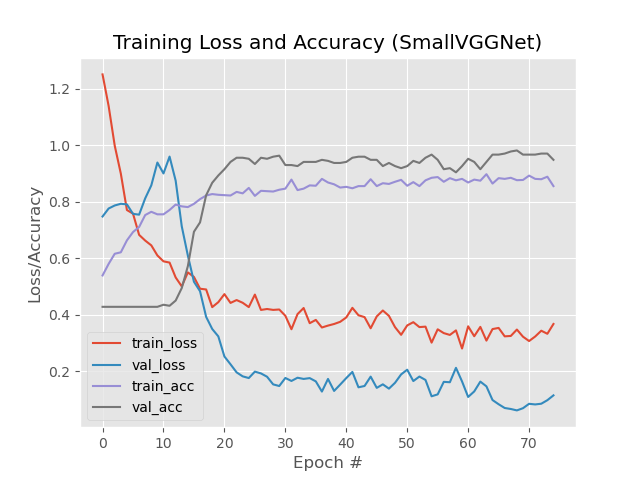 Training Loss and Accuracy (SmallVGGNet)
Loss/Accuracy
1.2
1.0
0.8
0.6
0.4
0.2
train_loss
val_loss
train_acc
val_acc
0 10 20 30 40 50 60 70
Epoch #